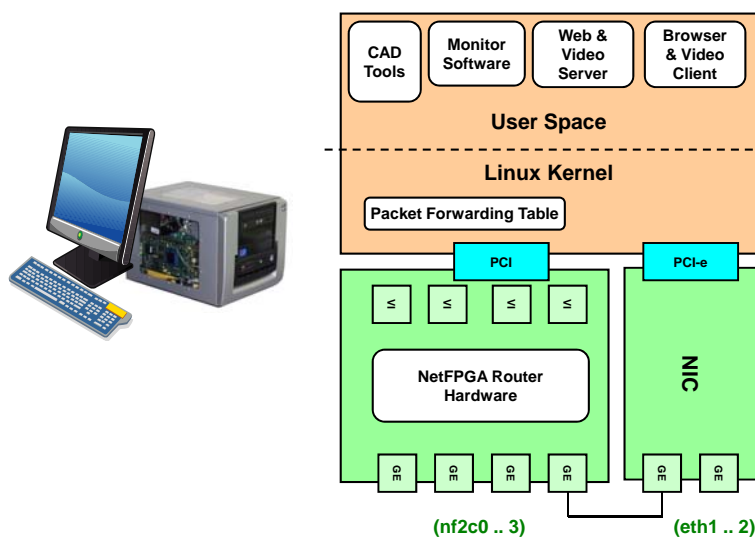 CAD
Tools
Monitor
Software
Web &
Video
Server
Browser
& Video
Client
User Space
Linux Kernel
Packet Forwarding Table
PCI
PCI-e
NetFPGA Router
Hardware
NIC
GE
GE
GE
GE
GE
GE
(nf2c0 .. 3)
(eth1 .. 2)